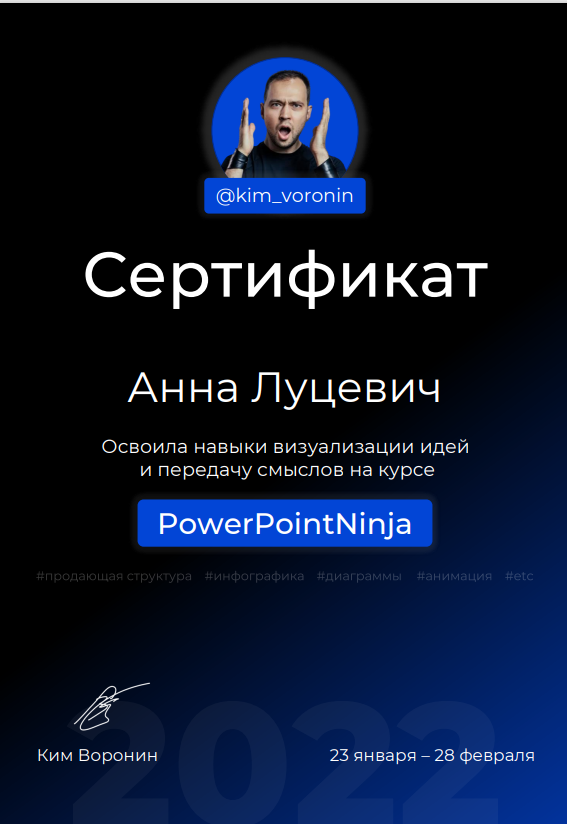 @kim_voronin
Сертификат
Анна Луцевич
Освоила навыки визуализации идей
и передачу смыслов на курсе
PowerPointNinja
#продающая структура #инфографика #диаграммы #анимация #etc
2022
Ким Воронин 23 января – 28 февраля